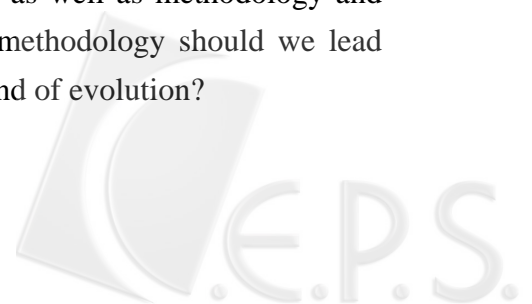 as well as methodology and
methodology should we lead
nd of evolution?
C.E.P.S.